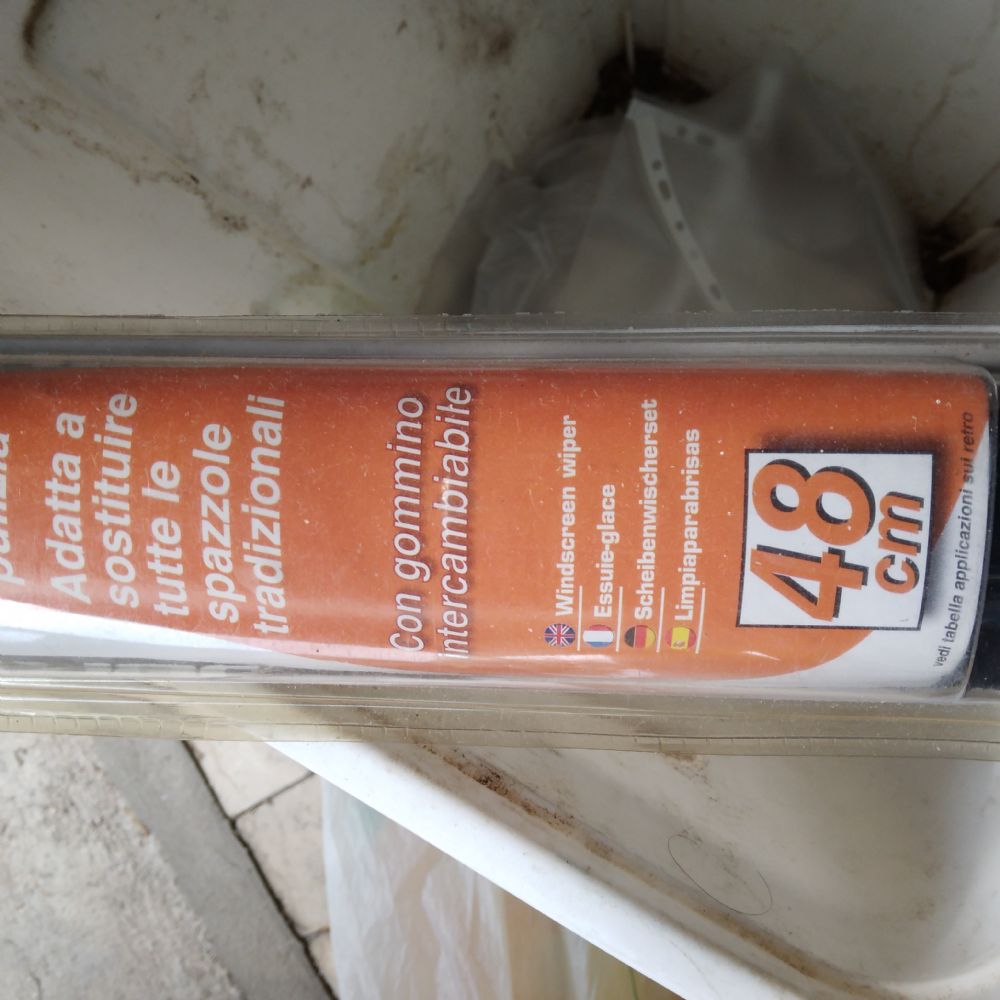 Adatta a
sostituire
tutte le
spazzole
tradizionali
Con gommino
intercambiabile
Windscreen wiper
Essuie-glace
Scheibenwischerset
Limpiaparabrisas
48
cm
vedi tabella applicazioni sul retro